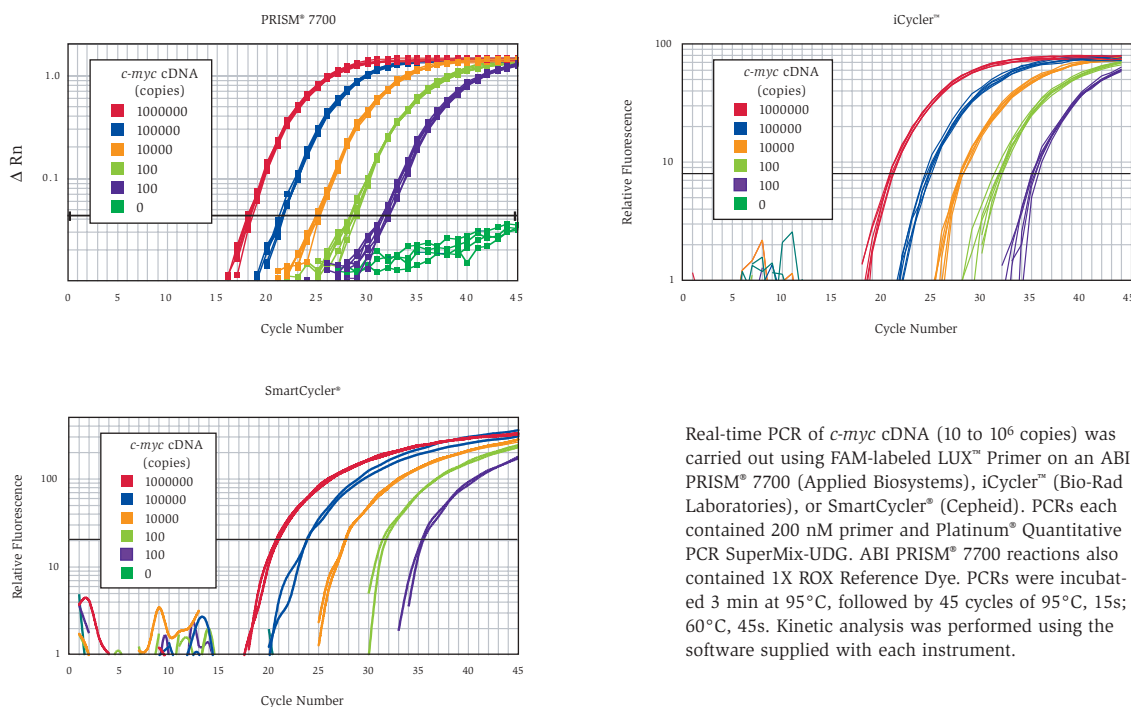 PRISM® 7700
Δ Rn
1.0
0.1
c-myc cDNA
(copies)
1000000
100000
10000
100
100
0
0 5 10 15 20 25 30 35 40 45
Cycle Number
iCycler™
Relative Fluorescence
100
10
1
c-myc cDNA
(copies)
1000000
100000
10000
100
100
0
0 5 10 15 20 25 30 35 40 45
Cycle Number
SmartCycler®
Relative Fluorescence
100
10
1
c-myc cDNA
(copies)
1000000
100000
10000
100
100
0
0 5 10 15 20 25 30 35 40 45
Cycle Number
Real-time PCR of c-myc cDNA (10 to 10⁶ copies) was
carried out using FAM-labeled LUX™ Primer on an ABI
PRISM® 7700 (Applied Biosystems), iCycler™ (Bio-Rad
Laboratories), or SmartCycler® (Cepheid). PCRs each
contained 200 nM primer and Platinum® Quantitative
PCR SuperMix-UDG. ABI PRISM® 7700 reactions also
contained 1X ROX Reference Dye. PCRs were incubat-
ed 3 min at 95°C, followed by 45 cycles of 95°C, 15s;
60°C, 45s. Kinetic analysis was performed using the
software supplied with each instrument.